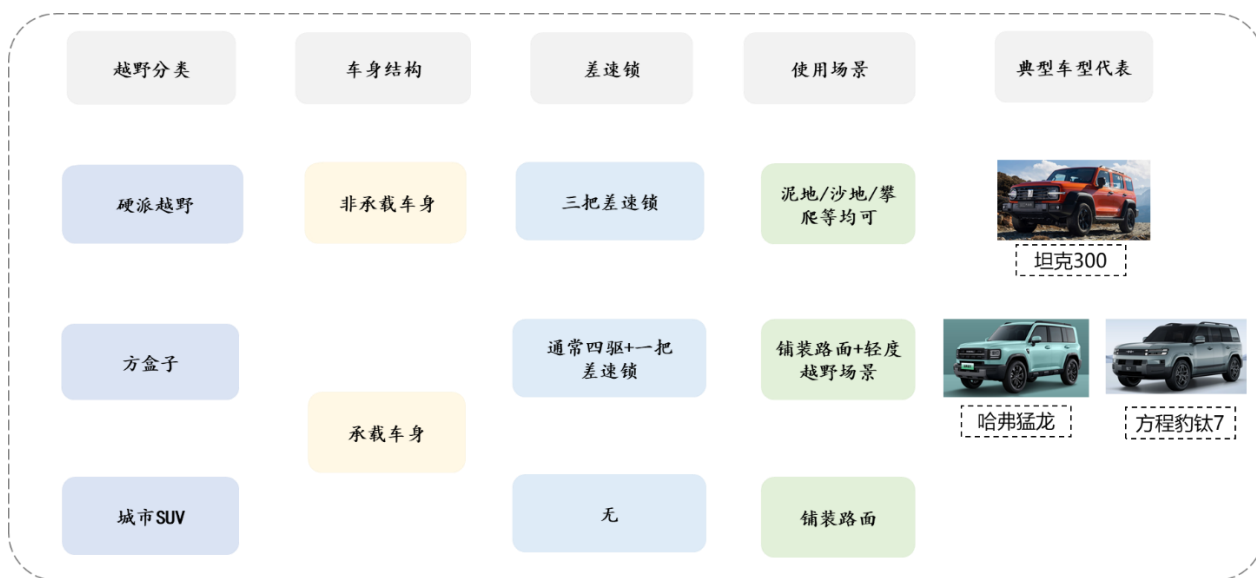 越野分类
车身结构
差速锁
使用场景
典型车型代表
硬派越野
非承载车身
三把差速锁
泥地/沙地/攀
爬等均可
坦克300
方盒子
承载车身
通常四驱+一把
差速锁
铺装路面+轻度
越野场景
哈弗猛龙
方程豹钛7
城市SUV
无
铺装路面